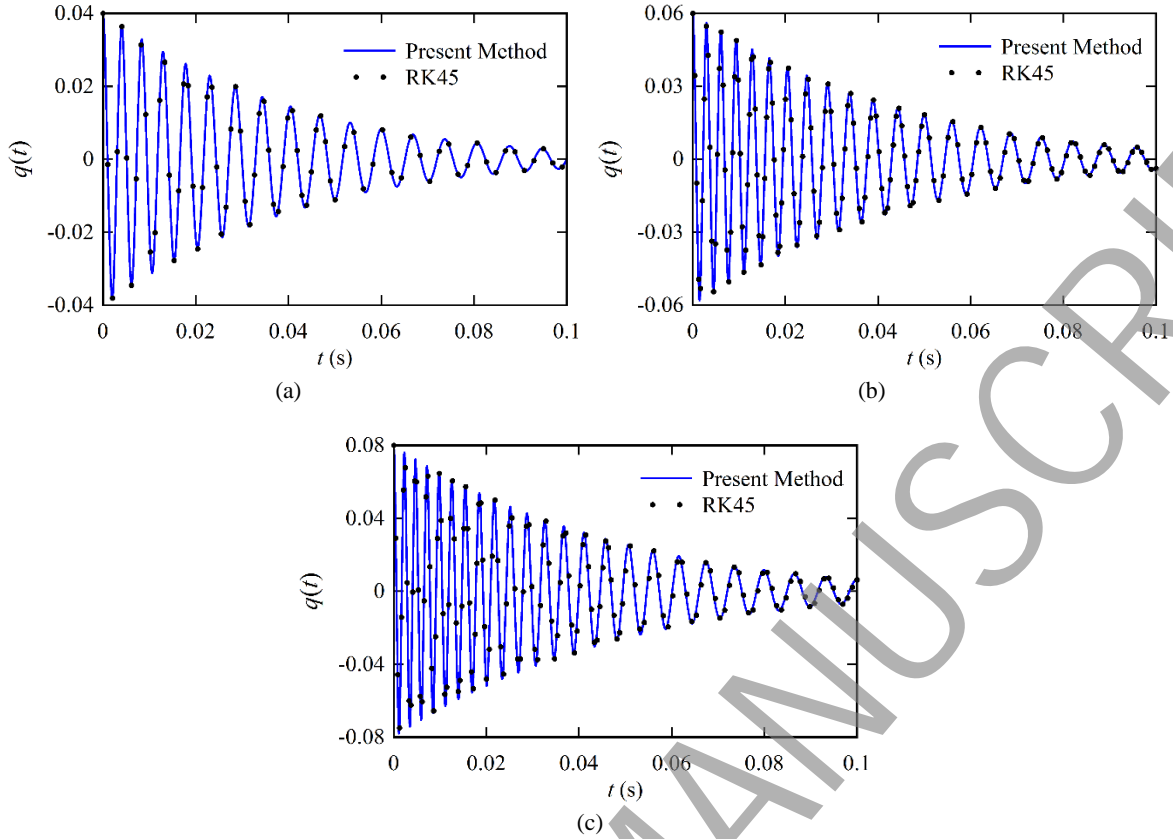 0.04
0.02
0
-0.02
-0.04
q(t)
Present Method
RK45
0 0.02 0.04 0.06 0.08 0.1
t (s)
(a)
0.06
0.03
0
-0.03
-0.06
q(t)
Present Method
RK45
0 0.02 0.04 0.06 0.08 0.1
t (s)
(b)
0.08
0.04
0
-0.04
-0.08
q(t)
Present Method
RK45
0 0.02 0.04 0.06 0.08 0.1
t (s)
(c)
MANUSCRI